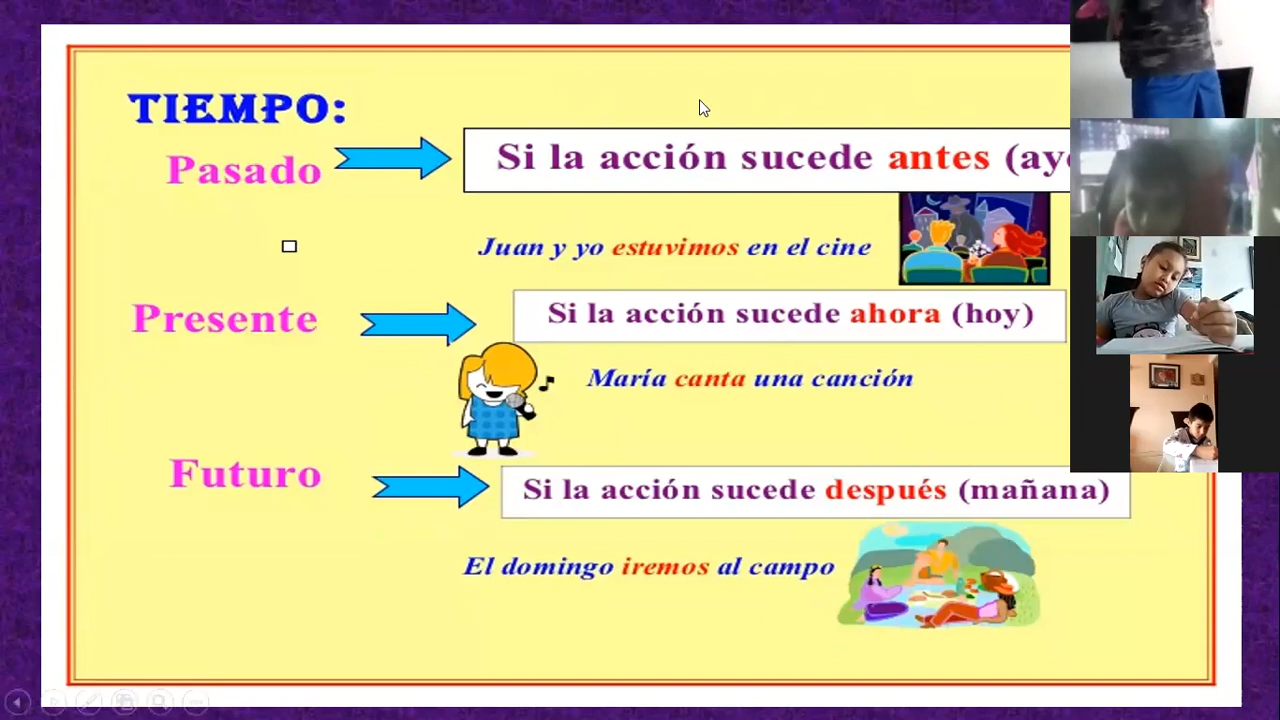 TIEMPO:
Pasado
Si la acción sucede antes
Juan y yo estuvimos en el cine
Presente
Si la acción sucede ahora (hoy)
María canta una canción
Futuro
Si la acción sucede después (mañana)
El domingo iremos al campo